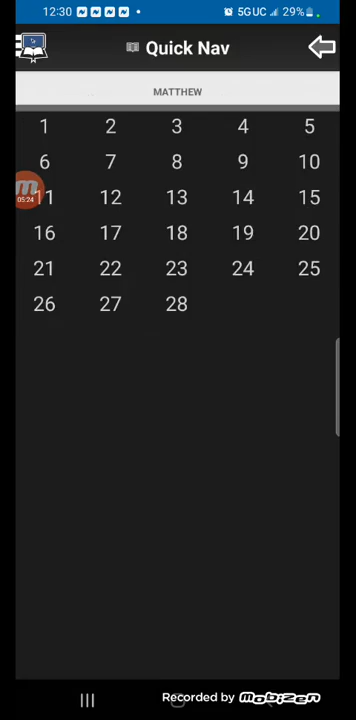 12:30 5GUC 29%
Quick Nav
MATTHEW
1 2 3 4 5
6 7 8 9 10
05:24 11 12 13 14 15
16 17 18 19 20
21 22 23 24 25
26 27 28
Recorded by mobizen